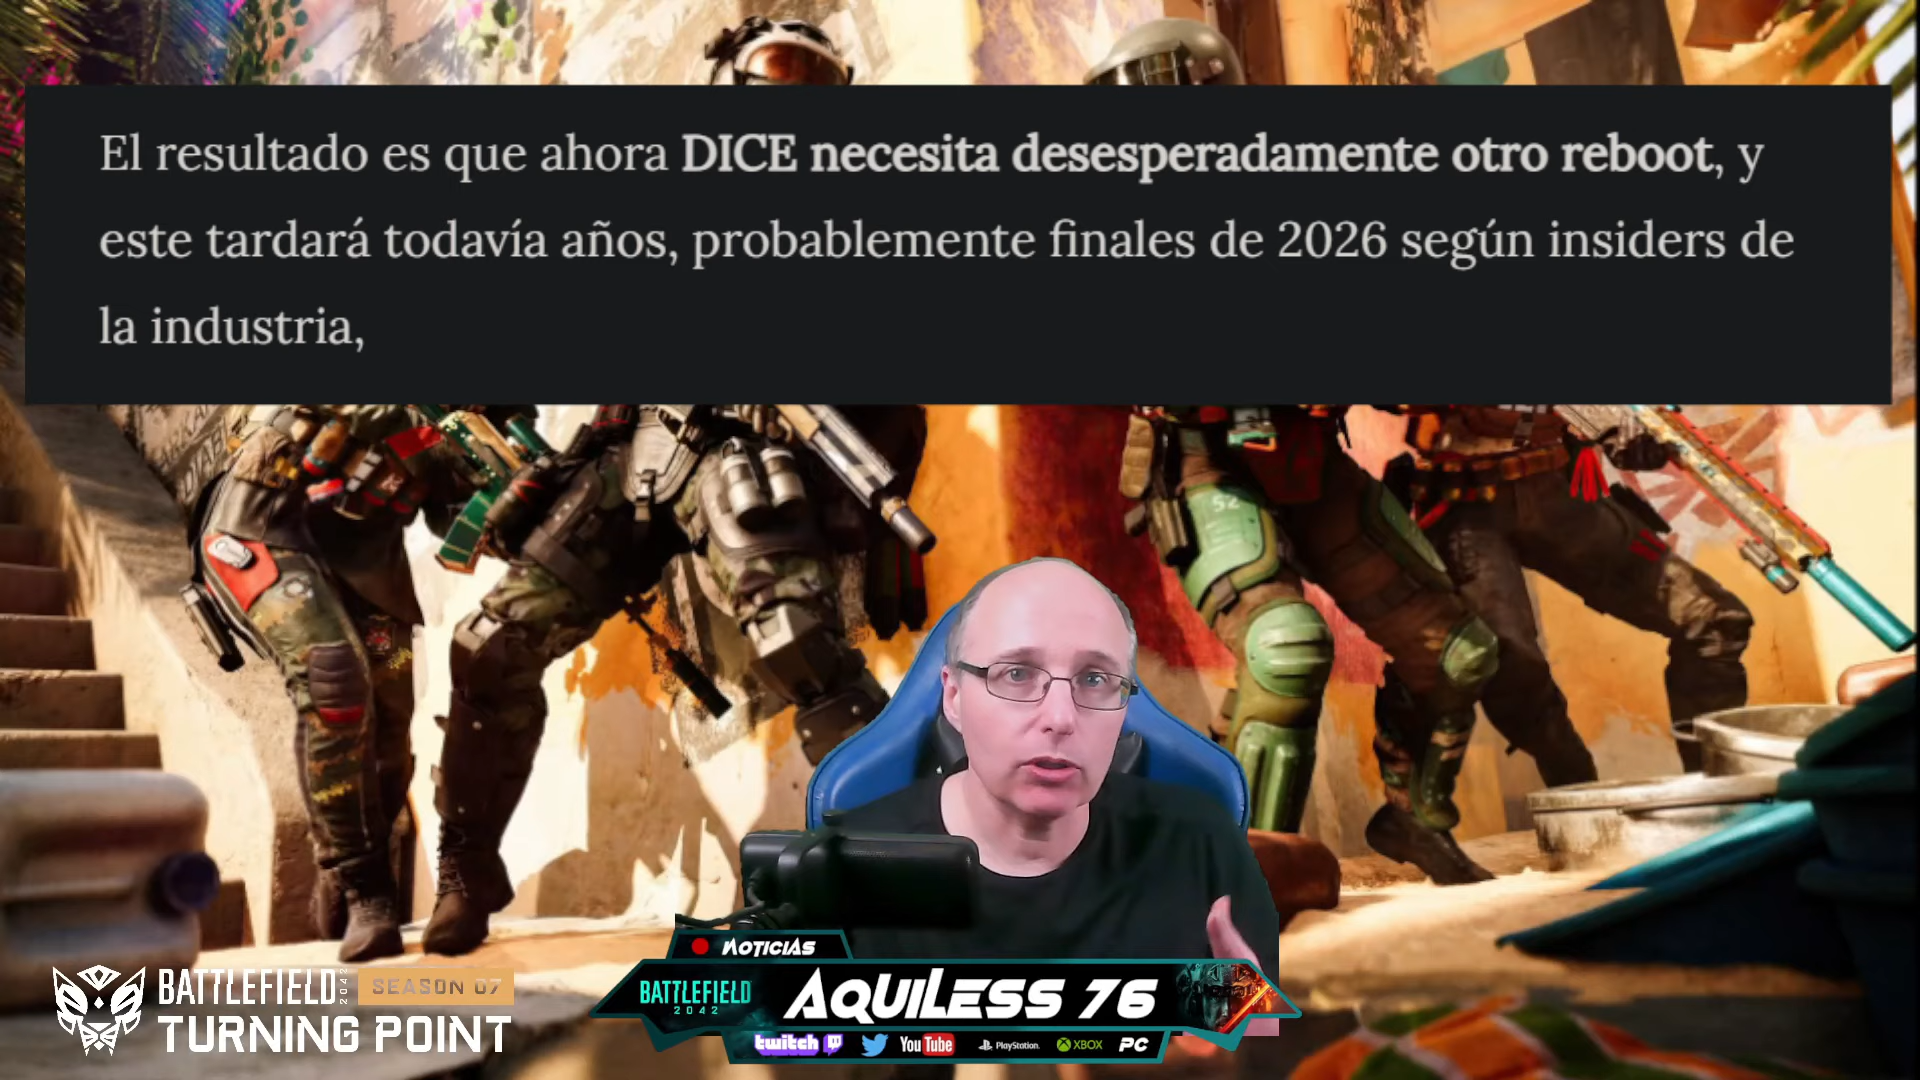 El resultado es que ahora DICE necesita desesperadamente otro reboot, y
este tardará todavía años, probablemente finales de 2026 según insiders de
la industria,
52
NOTICIAS
BATTLEFIELD 2042 SEASON 07
TURNING POINT
BATTLEFIELD
2042
AQUILESS 76
twitch
YouTube
PlayStation.
XBOX
PC